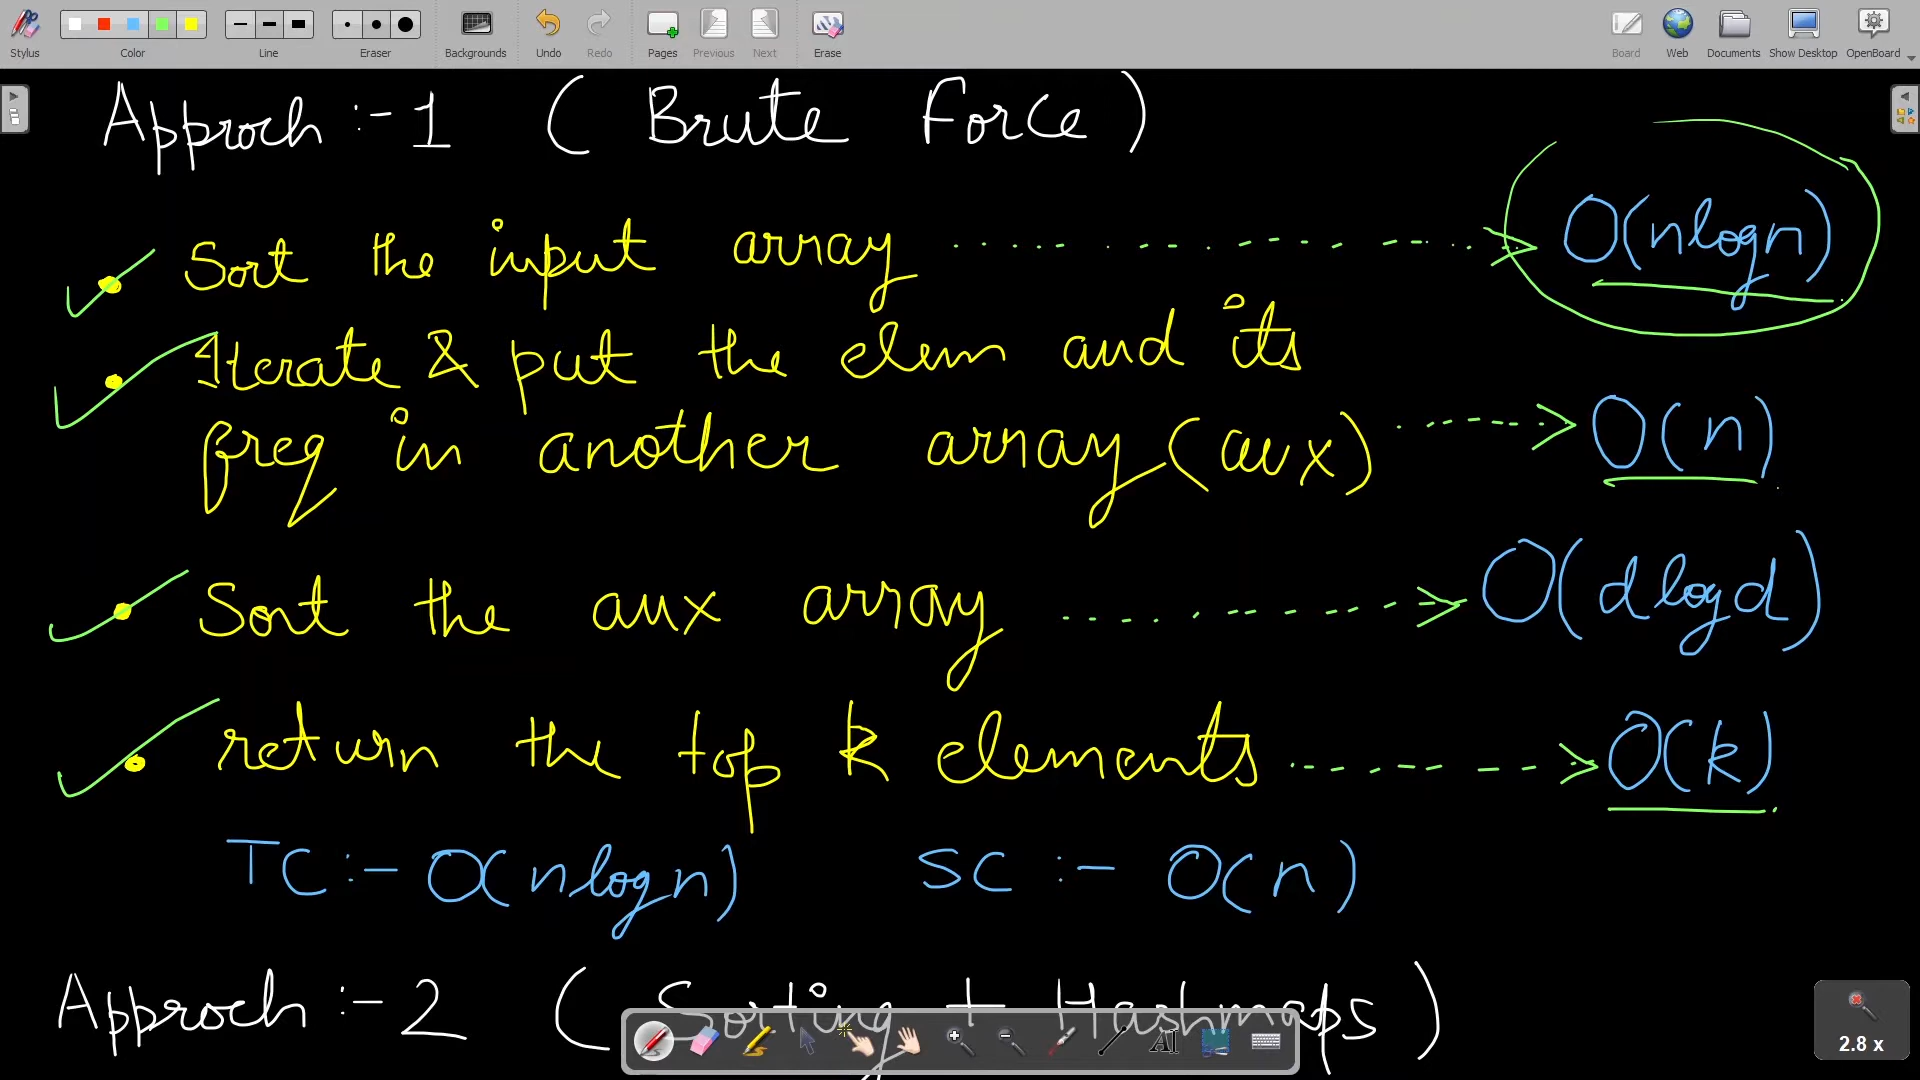 Stylus Color Line Eraser Backgrounds Undo Redo Pages Previous Next Erase Board Web Documents Show Desktop OpenBoard
Approch :- 1 ( Brute Force )
Sort the input array O(nlogn)
Iterate & put the elem and its
freq in another array (aux) O(n)
Sort the aux array O(dlogd)
return the top k elements O(k)
TC :- O(nlogn) SC :- O(n)
Approch :- 2 ( Sorting + Hashmaps )
AI
2.8 x